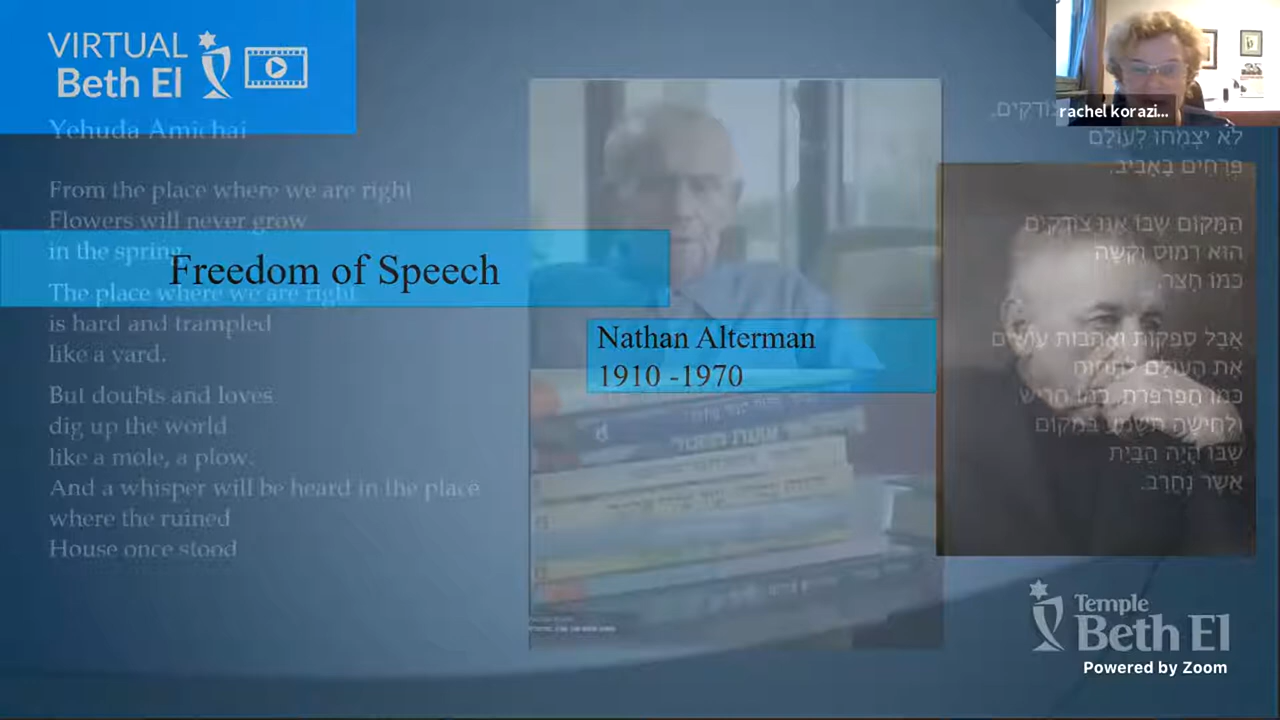 VIRTUAL
Beth El
Yehuda Amichai
From the place where we are right
Flowers will never grow
in the spring.
The place where we are right
is hard and trampled
like a yard.
But doubts and loves
dig up the world
like a mole, a plow.
And a whisper will be heard in the place
where the ruined
House once stood
Freedom of Speech
Nathan Alterman
1910 -1970
rachel korazi...
צודקים,
לֹא יִצְמְחוּ לְעוֹלָם
פְּרָחִים בָּאָבִיב.
הַמָּקוֹם שֶׁבּוֹ אָנוּ צוֹדְקִים
הוּא רָמוּס וְקָשֶׁה
כְּמוֹ חָצֵר.
אֲבָל סְפֵקוֹת וְאַהֲבוֹת עוֹשִׂים
אֶת הָעוֹלָם לְתָחוּחַ
כְּמוֹ חֲפַרְפֶּרֶת, כְּמוֹ חָרִישׁ
וּלְחִישָׁה תִּשָּׁמַע בַּמָּקוֹם
שֶׁבּוֹ הָיָה הַבַּיִת
אֲשֶׁר נֶחֱרַב.
Temple
Beth El
Powered by Zoom